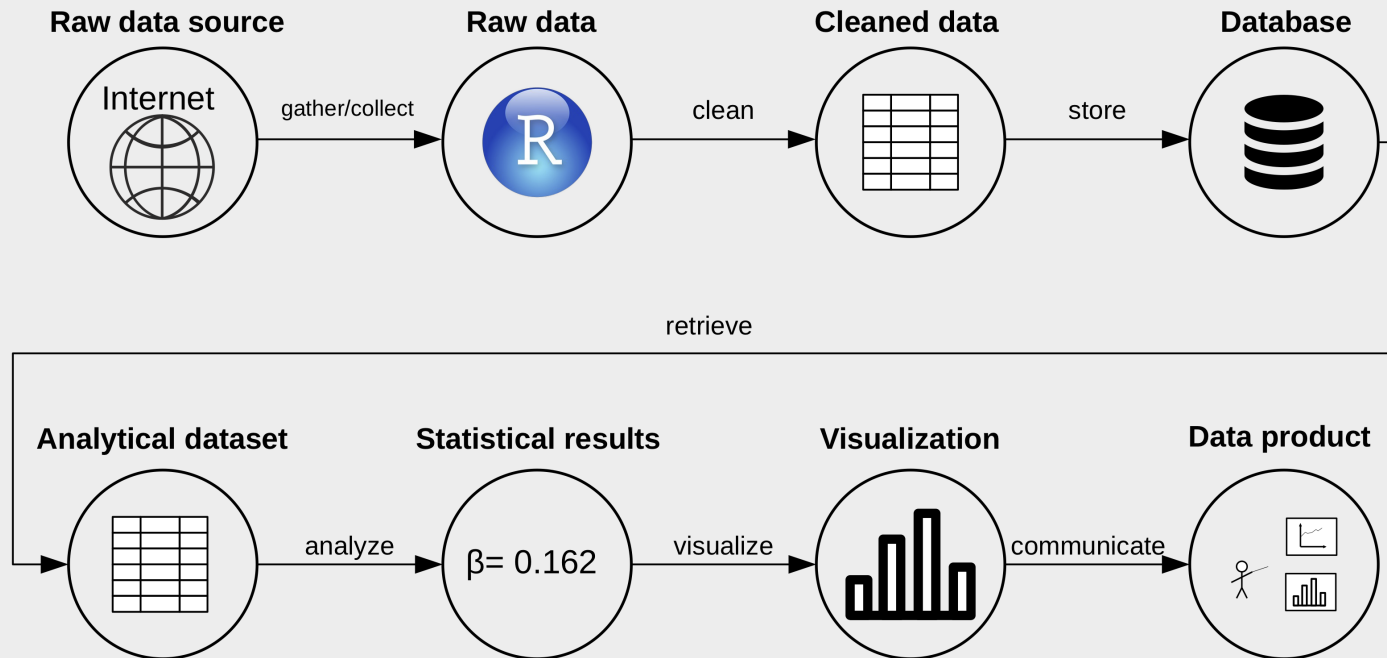 Raw data source
Raw data
Cleaned data
Database
Internet
gather/collect
R
clean
store
retrieve
Analytical dataset
Statistical results
Visualization
Data product
analyze
β= 0.162
visualize
communicate